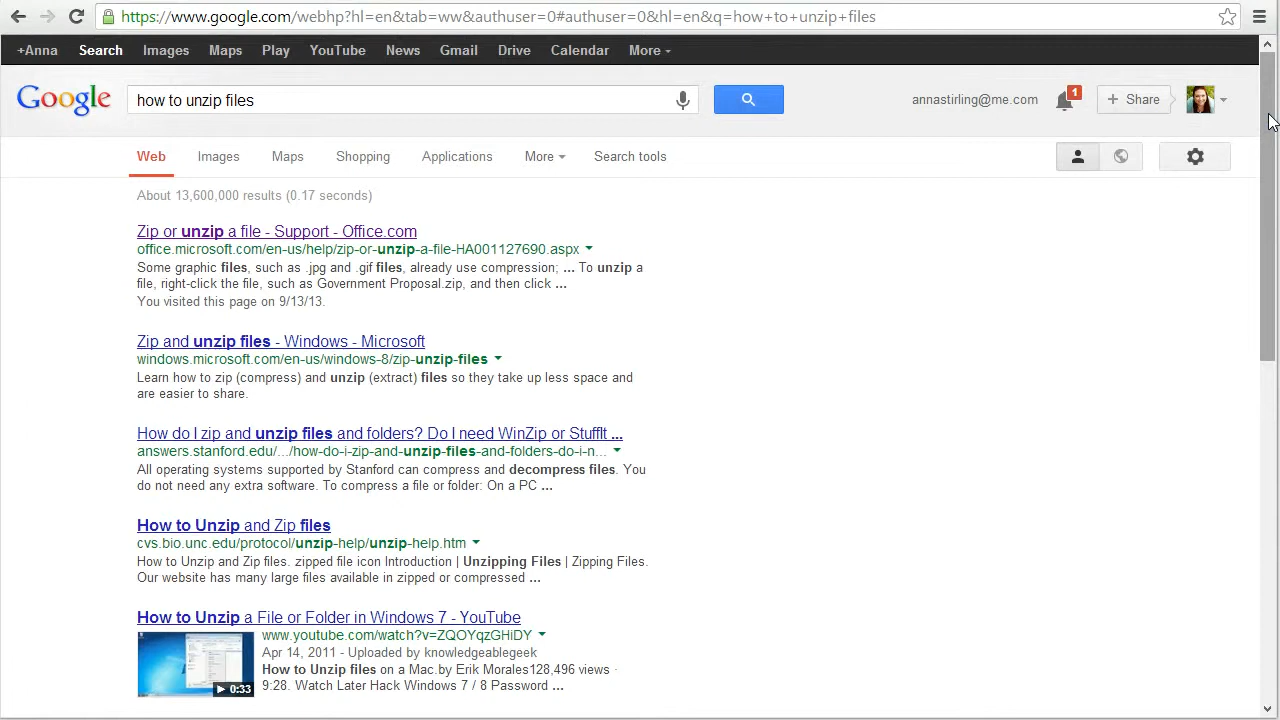 https://www.google.com/webhp?hl=en&tab=ww&authuser=0#authuser=0&hl=en&q=how+to+unzip+files
+Anna Search Images Maps Play YouTube News Gmail Drive Calendar More
Google how to unzip files annastirling@me.com 1 + Share
Web Images Maps Shopping Applications More Search tools
About 13,600,000 results (0.17 seconds)
Zip or unzip a file - Support - Office.com
office.microsoft.com/en-us/help/zip-or-unzip-a-file-HA001127690.aspx
Some graphic files, such as .jpg and .gif files, already use compression; ... To unzip a
file, right-click the file, such as Government Proposal.zip, and then click ...
You visited this page on 9/13/13.
Zip and unzip files - Windows - Microsoft
windows.microsoft.com/en-us/windows-8/zip-unzip-files
Learn how to zip (compress) and unzip (extract) files so they take up less space and
are easier to share.
How do I zip and unzip files and folders? Do I need WinZip or StuffIt ...
answers.stanford.edu/.../how-do-i-zip-and-unzip-files-and-folders-do-i-n...
All operating systems supported by Stanford can compress and decompress files. You
do not need any extra software. To compress a file or folder: On a PC ...
How to Unzip and Zip files
cvs.bio.unc.edu/protocol/unzip-help/unzip-help.htm
How to Unzip and Zip files. zipped file icon Introduction | Unzipping Files | Zipping Files.
Our website has many large files available in zipped or compressed ...
How to Unzip a File or Folder in Windows 7 - YouTube
www.youtube.com/watch?v=ZQOYqzGHiDY
Apr 14, 2011 - Uploaded by knowledgeablegeek
How to Unzip files on a Mac.by Erik Morales128,496 views ·
9:28. Watch Later Hack Windows 7 / 8 Password ...
0:33